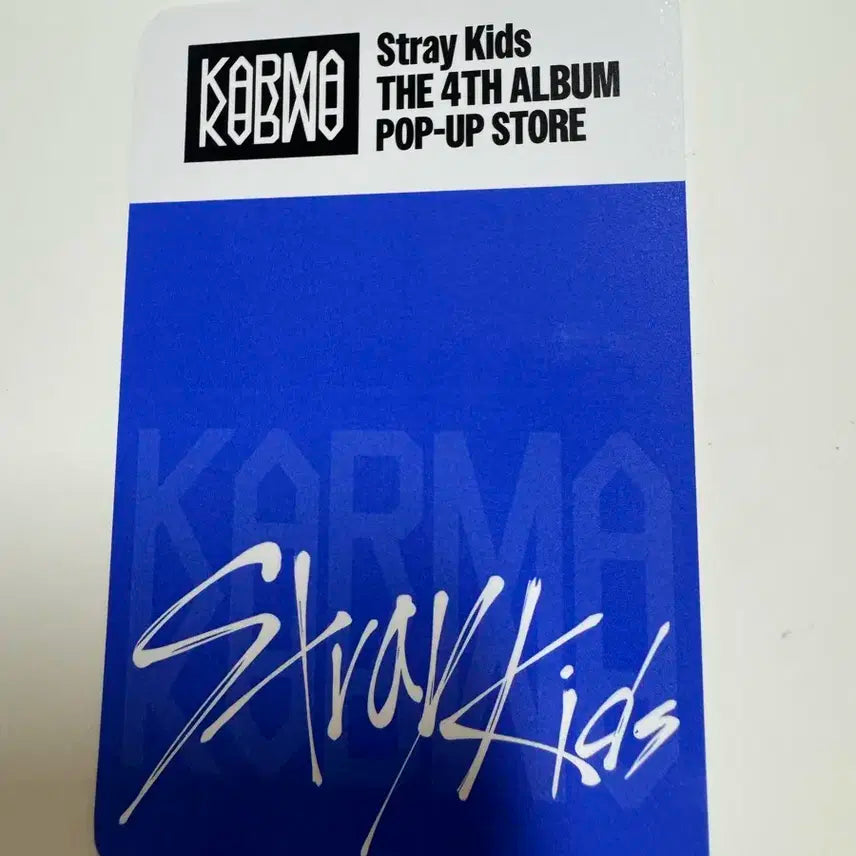 KARMA
Stray Kids
THE 4TH ALBUM
POP-UP STORE
KARMA
Stray Kids